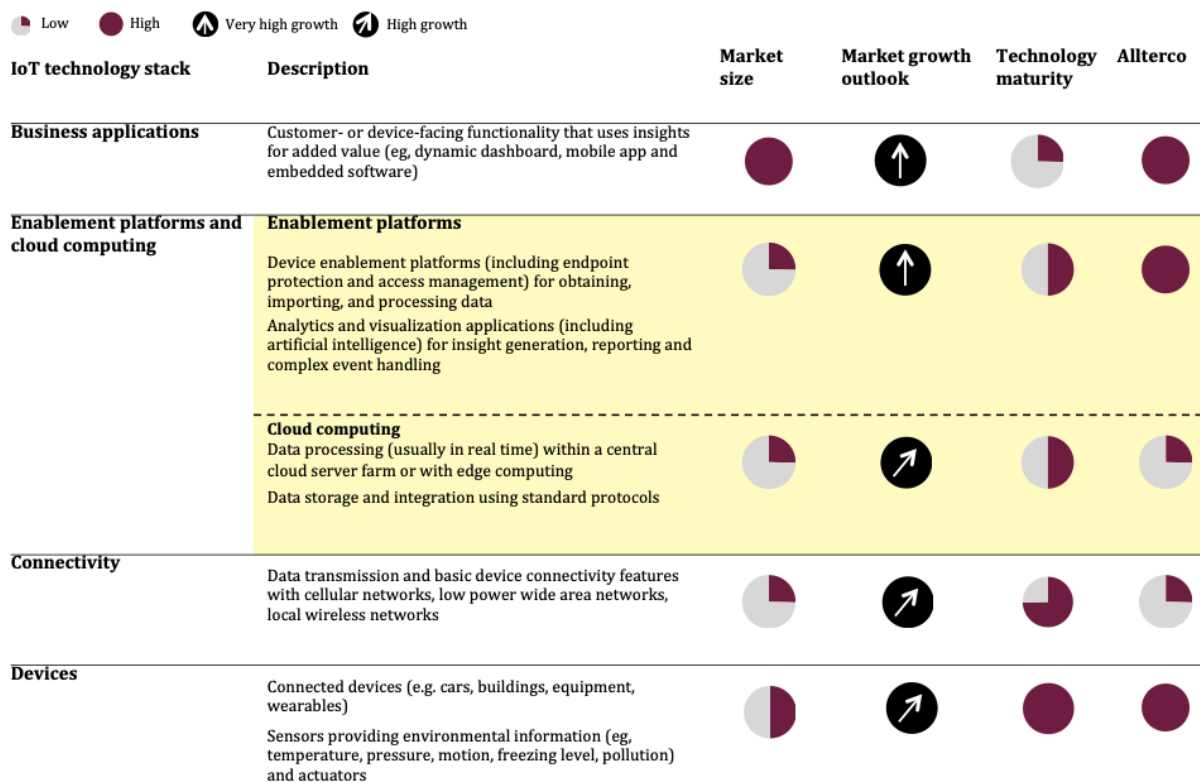 Low High Very high growth High growth
IoT technology stack Description Market size Market growth outlook Technology maturity Allterco
Business applications
Customer- or device-facing functionality that uses insights
for added value (eg, dynamic dashboard, mobile app and
embedded software)
Enablement platforms and
cloud computing
Enablement platforms
Device enablement platforms (including endpoint
protection and access management) for obtaining,
importing, and processing data
Analytics and visualization applications (including
artificial intelligence) for insight generation, reporting and
complex event handling
Cloud computing
Data processing (usually in real time) within a central
cloud server farm or with edge computing
Data storage and integration using standard protocols
Connectivity
Data transmission and basic device connectivity features
with cellular networks, low power wide area networks,
local wireless networks
Devices
Connected devices (e.g. cars, buildings, equipment,
wearables)
Sensors providing environmental information (eg,
temperature, pressure, motion, freezing level, pollution)
and actuators